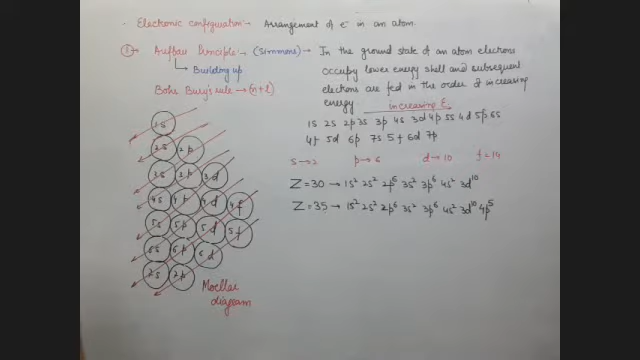 Electronic configuration - Arrangement of e⁻ in an atom.
① → Auffau Principle:- (Simmons) → In the ground state of an atom electrons
→ Building up
occupy lower energy shell and subsequent
Bohr Bury's rule → (n+l)
electrons are fed in the order of increasing
energy
increasing E.
1s 2s 2p 3s 3p 4s 3d 4p 5s 4d 5p 6s
4f 5d 6p 7s 5f 6d 7p
s → 2 p → 6 d → 10 f = 14
Z = 30 → 1s² 2s² 2p⁶ 3s² 3p⁶ 4s² 3d¹⁰
Z = 35 → 1s² 2s² 2p⁶ 3s² 3p⁶ 4s² 3d¹⁰ 4p⁵
1s
2s 2p
3s 3d
4s 4p 4d 4f
5s 5p 5d 5f
6s 6p 6d
Moellar
diagram